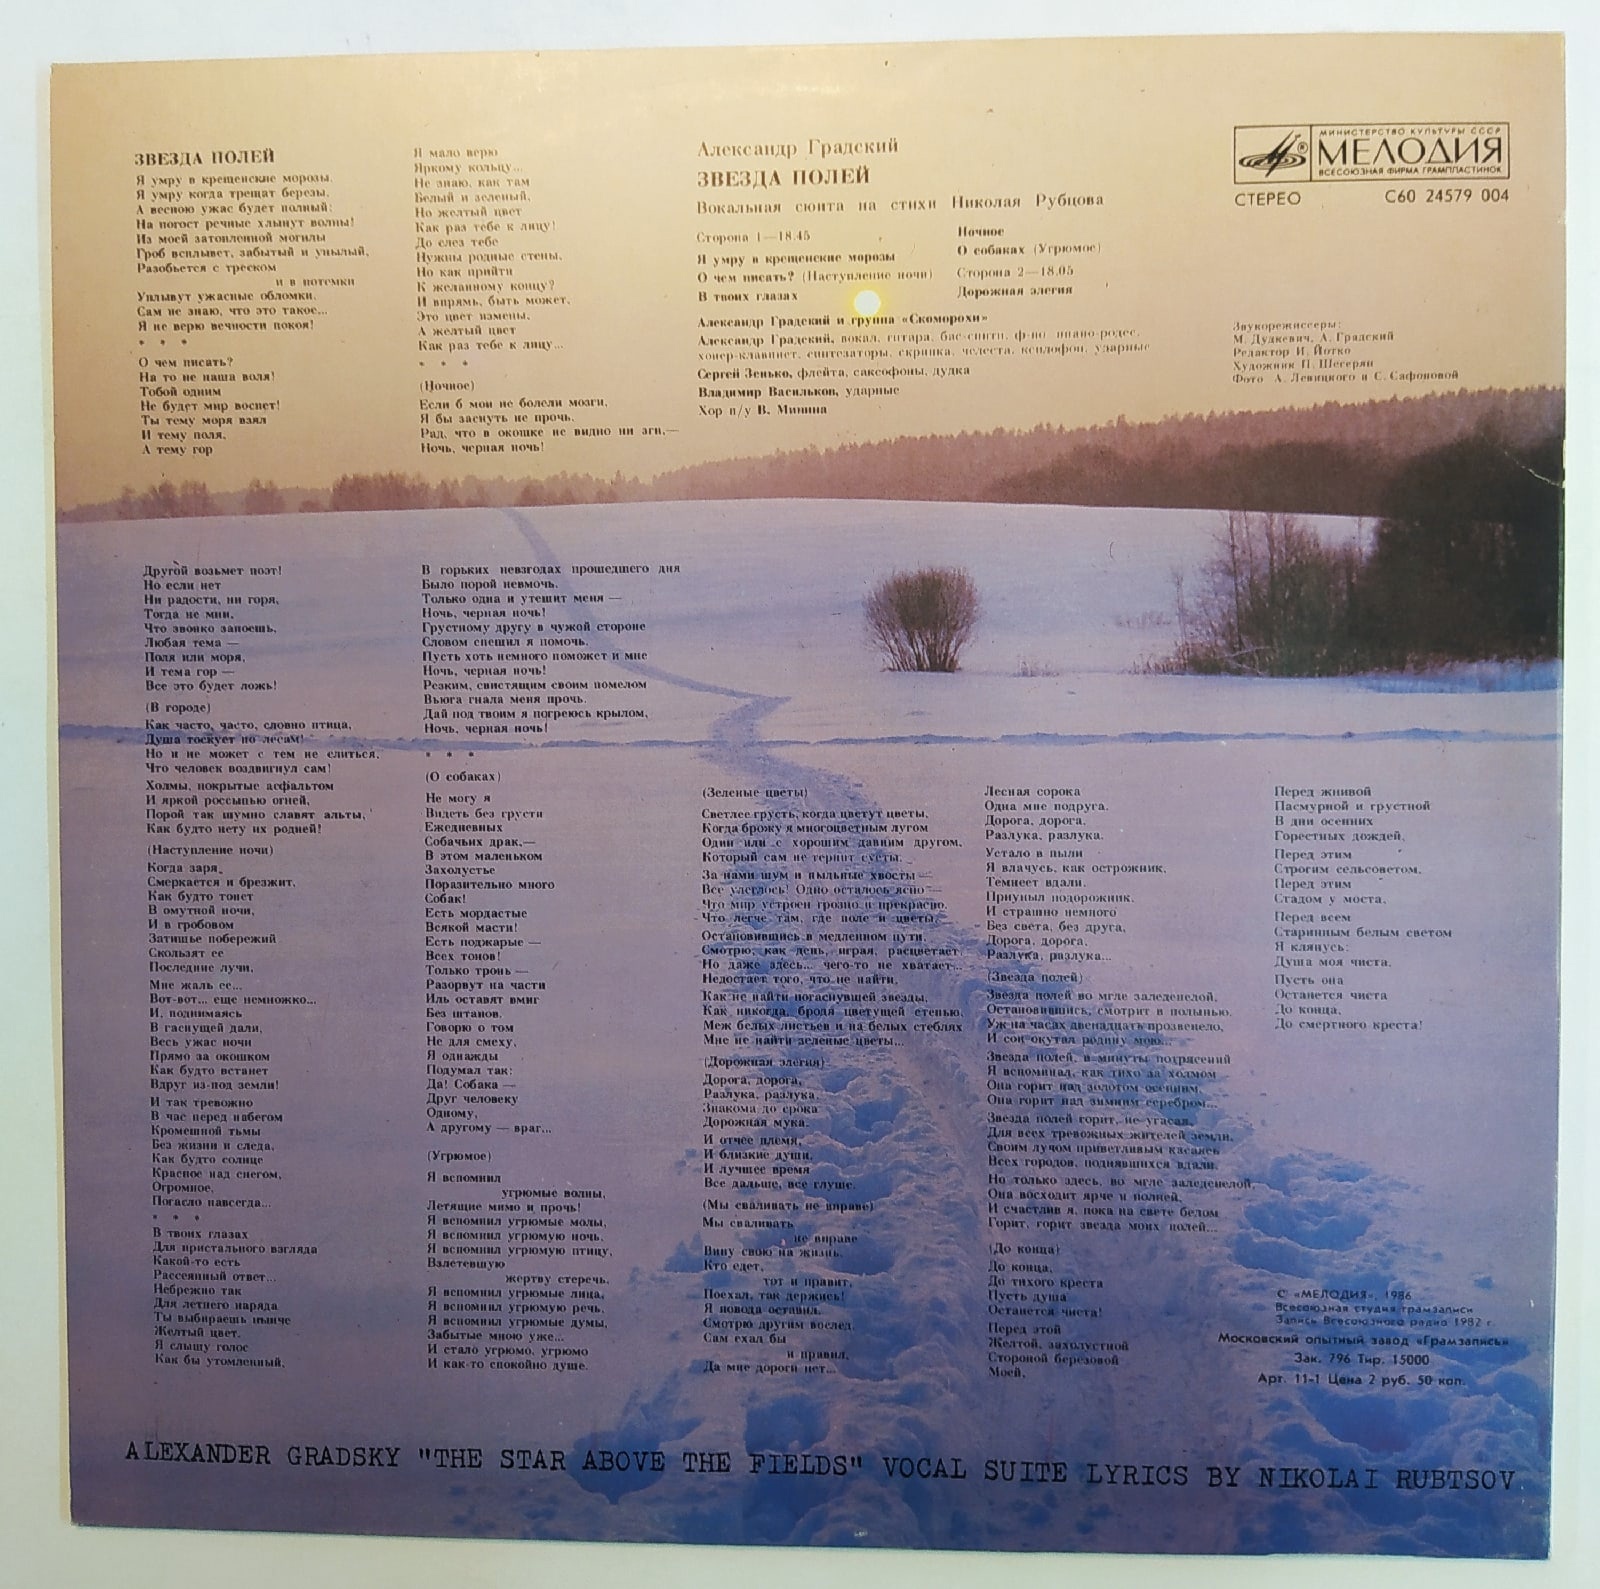 ЗВЕЗДА ПОЛЕЙ
Я умру в крещенские морозы.
Я умру когда трещат березы.
А весною ужас будет полный:
На погост речные хлынут волны!
Из моей затопленной могилы
Гроб всплывет, забытый и унылый,
Разобьется с треском
и в потемки
Уплывут ужасные обломки.
Сам не знаю, что это такое...
Я не верю вечности покоя!
* * *
О чем писать?
На то не наша воля!
Тобой одним
Не будет мир воспет!
Ты тему моря взял
И тему поля,
А тему гор
Другой возьмет поэт!
Но если нет
Ни радости, ни горя,
Тогда не мни,
Что звонко запоешь,
Любая тема —
Поля или моря,
И тема гор —
Все это будет ложь!
(В городе)
Как часто, часто, словно птица,
Душа тоскует по лесам!
Но и не может с тем не слиться,
Что человек воздвигнул сам!
Холмы, покрытые асфальтом
И яркой россыпью огней,
Порой так шумно славят альты,
Как будто нету их родней!
(Наступление ночи)
Когда заря,
Смеркается и брезжит,
Как будто тонет
В омутной ночи,
И в гробовом
Затишье побережий
Скользят ее
Последние лучи,
Мне жаль ее...
Вот-вот... еще немножко...
И, поднимаясь
В гаснущей дали,
Весь ужас ночи
Прямо за окошком
Как будто встанет
Вдруг из-под земли!
И так тревожно
В час перед набегом
Кромешной тьмы
Без жизни и следа,
Как будто солнце
Красное над снегом,
Огромное,
Погасло навсегда...
* * *
В твоих глазах
Для пристального взгляда
Какой-то есть
Рассеянный ответ...
Небрежно так
Для летнего наряда
Ты выбираешь нынче
Желтый цвет.
Я слышу голос
Как бы утомленный,
Я мало верю
Яркому кольцу...
Не знаю, как там
Белый и зеленый,
Но желтый цвет
Как раз тебе к лицу!
До слез тебе
Нужны родные стены,
Но как прийти
К желанному концу?
И впрямь, быть может,
Это цвет измены,
А желтый цвет
Как раз тебе к лицу...
* * *
(Ночное)
Если б мои не болели мозги,
Я бы заснуть не прочь.
Рад, что в окошке не видно ни зги,—
Ночь, черная ночь!
В горьких невзгодах прошедшего дня
Было порой невмочь.
Только одна и утешит меня —
Ночь, черная ночь!
Грустному другу в чужой стороне
Словом спешил я помочь.
Пусть хоть немного поможет и мне
Ночь, черная ночь!
Резким, свистящим своим помелом
Вьюга гнала меня прочь.
Дай под твоим я погреюсь крылом,
Ночь, черная ночь!
* * *
(О собаках)
Не могу я
Видеть без грусти
Ежедневных
Собачьих драк,—
В этом маленьком
Захолустье
Поразительно много
Собак!
Есть мордастые
Всякой масти!
Есть поджарые —
Всех тонов!
Только тронь —
Разорвут на части
Иль оставят вмиг
Без штанов.
Говорю о том
Не для смеху,
Я однажды
Подумал так:
Да! Собака —
Друг человеку
Одному,
А другому — враг...
(Угрюмое)
Я вспомнил
угрюмые волны,
Летящие мимо и прочь!
Я вспомнил угрюмые молы,
Я вспомнил угрюмую ночь,
Я вспомнил угрюмую птицу,
Взлетевшую
жертву стеречь.
Я вспомнил угрюмые лица,
Я вспомнил угрюмую речь,
Я вспомнил угрюмые думы,
Забытые мною уже...
И стало угрюмо, угрюмо
И как-то спокойно душе.
Александр Градский
ЗВЕЗДА ПОЛЕЙ
Вокальная сюита на стихи Николая Рубцова
Сторона 1—18.45
Я умру в крещенские морозы
О чем писать? (Наступление ночи)
В твоих глазах
Ночное
О собаках (Угрюмое)
Сторона 2—18.05
Дорожная элегия
Александр Градский и группа «Скоморохи»
Александр Градский, вокал, гитара, бас-гитара, ф-но, пиано-родес,
хонер-клавинет, синтезаторы, скрипка, челеста, ксилофон, ударные
Сергей Зенько, флейта, саксофоны, дудка
Владимир Васильков, ударные
Хор п/у В. Минина
МИНИСТЕРСТВО КУЛЬТУРЫ СССР
МЕЛОДИЯ
ВСЕСОЮЗНАЯ ФИРМА ГРАМПЛАСТИНОК
СТЕРЕО С60 24579 004
Звукорежиссеры:
М. Дудкевич, А. Градский
Редактор И. Йотко
Художник П. Шегерян
Фото А. Левицкого и С. Сафоновой
(Зеленые цветы)
Светлеет грусть, когда цветут цветы,
Когда брожу я многоцветным лугом
Один или с хорошим давним другом,
Который сам не терпит суеты.
За нами шум и пыльные хвосты —
Все улеглось! Одно осталось ясно —
Что мир устроен грозно и прекрасно,
Что легче там, где поле и цветы.
Остановившись в медленном пути,
Смотрю, как день, играя, расцветает.
Но даже здесь... чего-то не хватает...
Недостает того, что не найти.
Как не найти погаснувшей звезды,
Как никогда, бродя цветущей степью,
Меж белых листьев и на белых стеблях
Мне не найти зеленые цветы...
(Дорожная элегия)
Дорога, дорога,
Разлука, разлука.
Знакома до срока
Дорожная мука.
И отчее племя,
И близкие души,
И лучшее время
Все дальше, все глуше.
(Мы сваливать не вправе)
Мы сваливать
не вправе
Вину свою на жизнь.
Кто едет,
тот и правит,
Поехал, так держись!
Я повода оставил.
Смотрю другим вослед.
Сам ехал бы
и правил,
Да мне дороги нет...
Лесная сорока
Одна мне подруга.
Дорога, дорога,
Разлука, разлука.
Устало в пыли
Я влачусь, как острожник,
Темнеет вдали,
Приуныл подорожник,
И страшно немного
Без света, без друга,
Дорога, дорога,
Разлука, разлука...
(Звезда полей)
Звезда полей во мгле заледенелой,
Остановившись, смотрит в полынью.
Уж на часах двенадцать прозвенело,
И сон окутал родину мою...
Звезда полей, в минуты потрясений
Я вспоминал, как тихо за холмом
Она горит над золотом осенним,
Она горит над зимним серебром...
Звезда полей горит, не угасая,
Для всех тревожных жителей земли,
Своим лучом приветливым касаясь
Всех городов, поднявшихся вдали.
Но только здесь, во мгле заледенелой,
Она восходит ярче и полней,
И счастлив я, пока на свете белом
Горит, горит звезда моих полей...
(До конца)
До конца,
До тихого креста
Пусть душа
Останется чиста!
Перед этой
Желтой, захолустной
Стороной березовой
Моей,
Перед жнивой
Пасмурной и грустной
В дни осенних
Горестных дождей,
Перед этим
Строгим сельсоветом,
Перед этим
Стадом у моста,
Перед всем
Старинным белым светом
Я клянусь:
Душа моя чиста.
Пусть она
Останется чиста
До конца,
До смертного креста!
С «МЕЛОДИЯ», 1986
Всесоюзная студия грамзаписи
Запись Всесоюзного радио 1982 г.
Московский опытный завод «Грамзапись»
Зак. 796 Тир. 15000
Арт. 11-1 Цена 2 руб. 50 коп.
ALEXANDER GRADSKY "THE STAR ABOVE THE FIELDS" VOCAL SUITE LYRICS BY NIKOLAI RUBTSOV